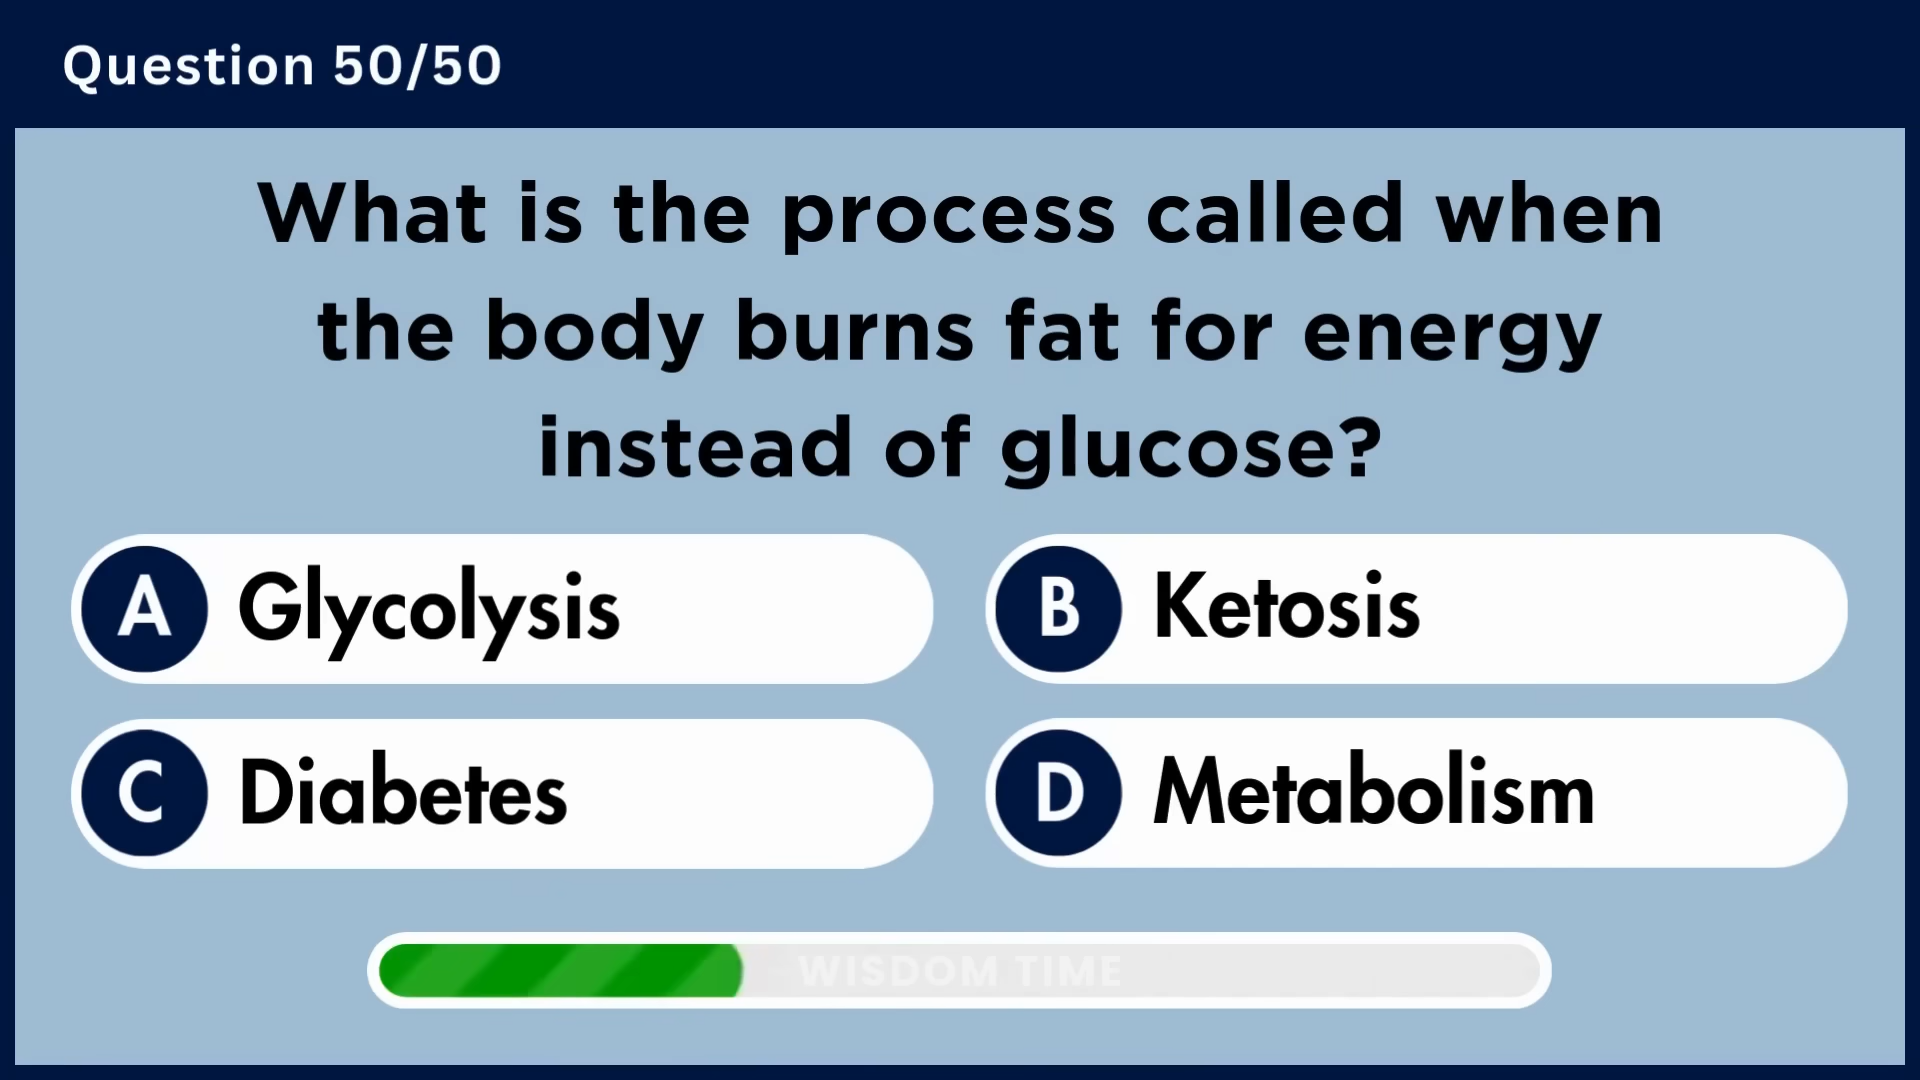 Question 50/50
What is the process called when
the body burns fat for energy
instead of glucose?
A Glycolysis
B Ketosis
C Diabetes
D Metabolism
WISDOM TIME